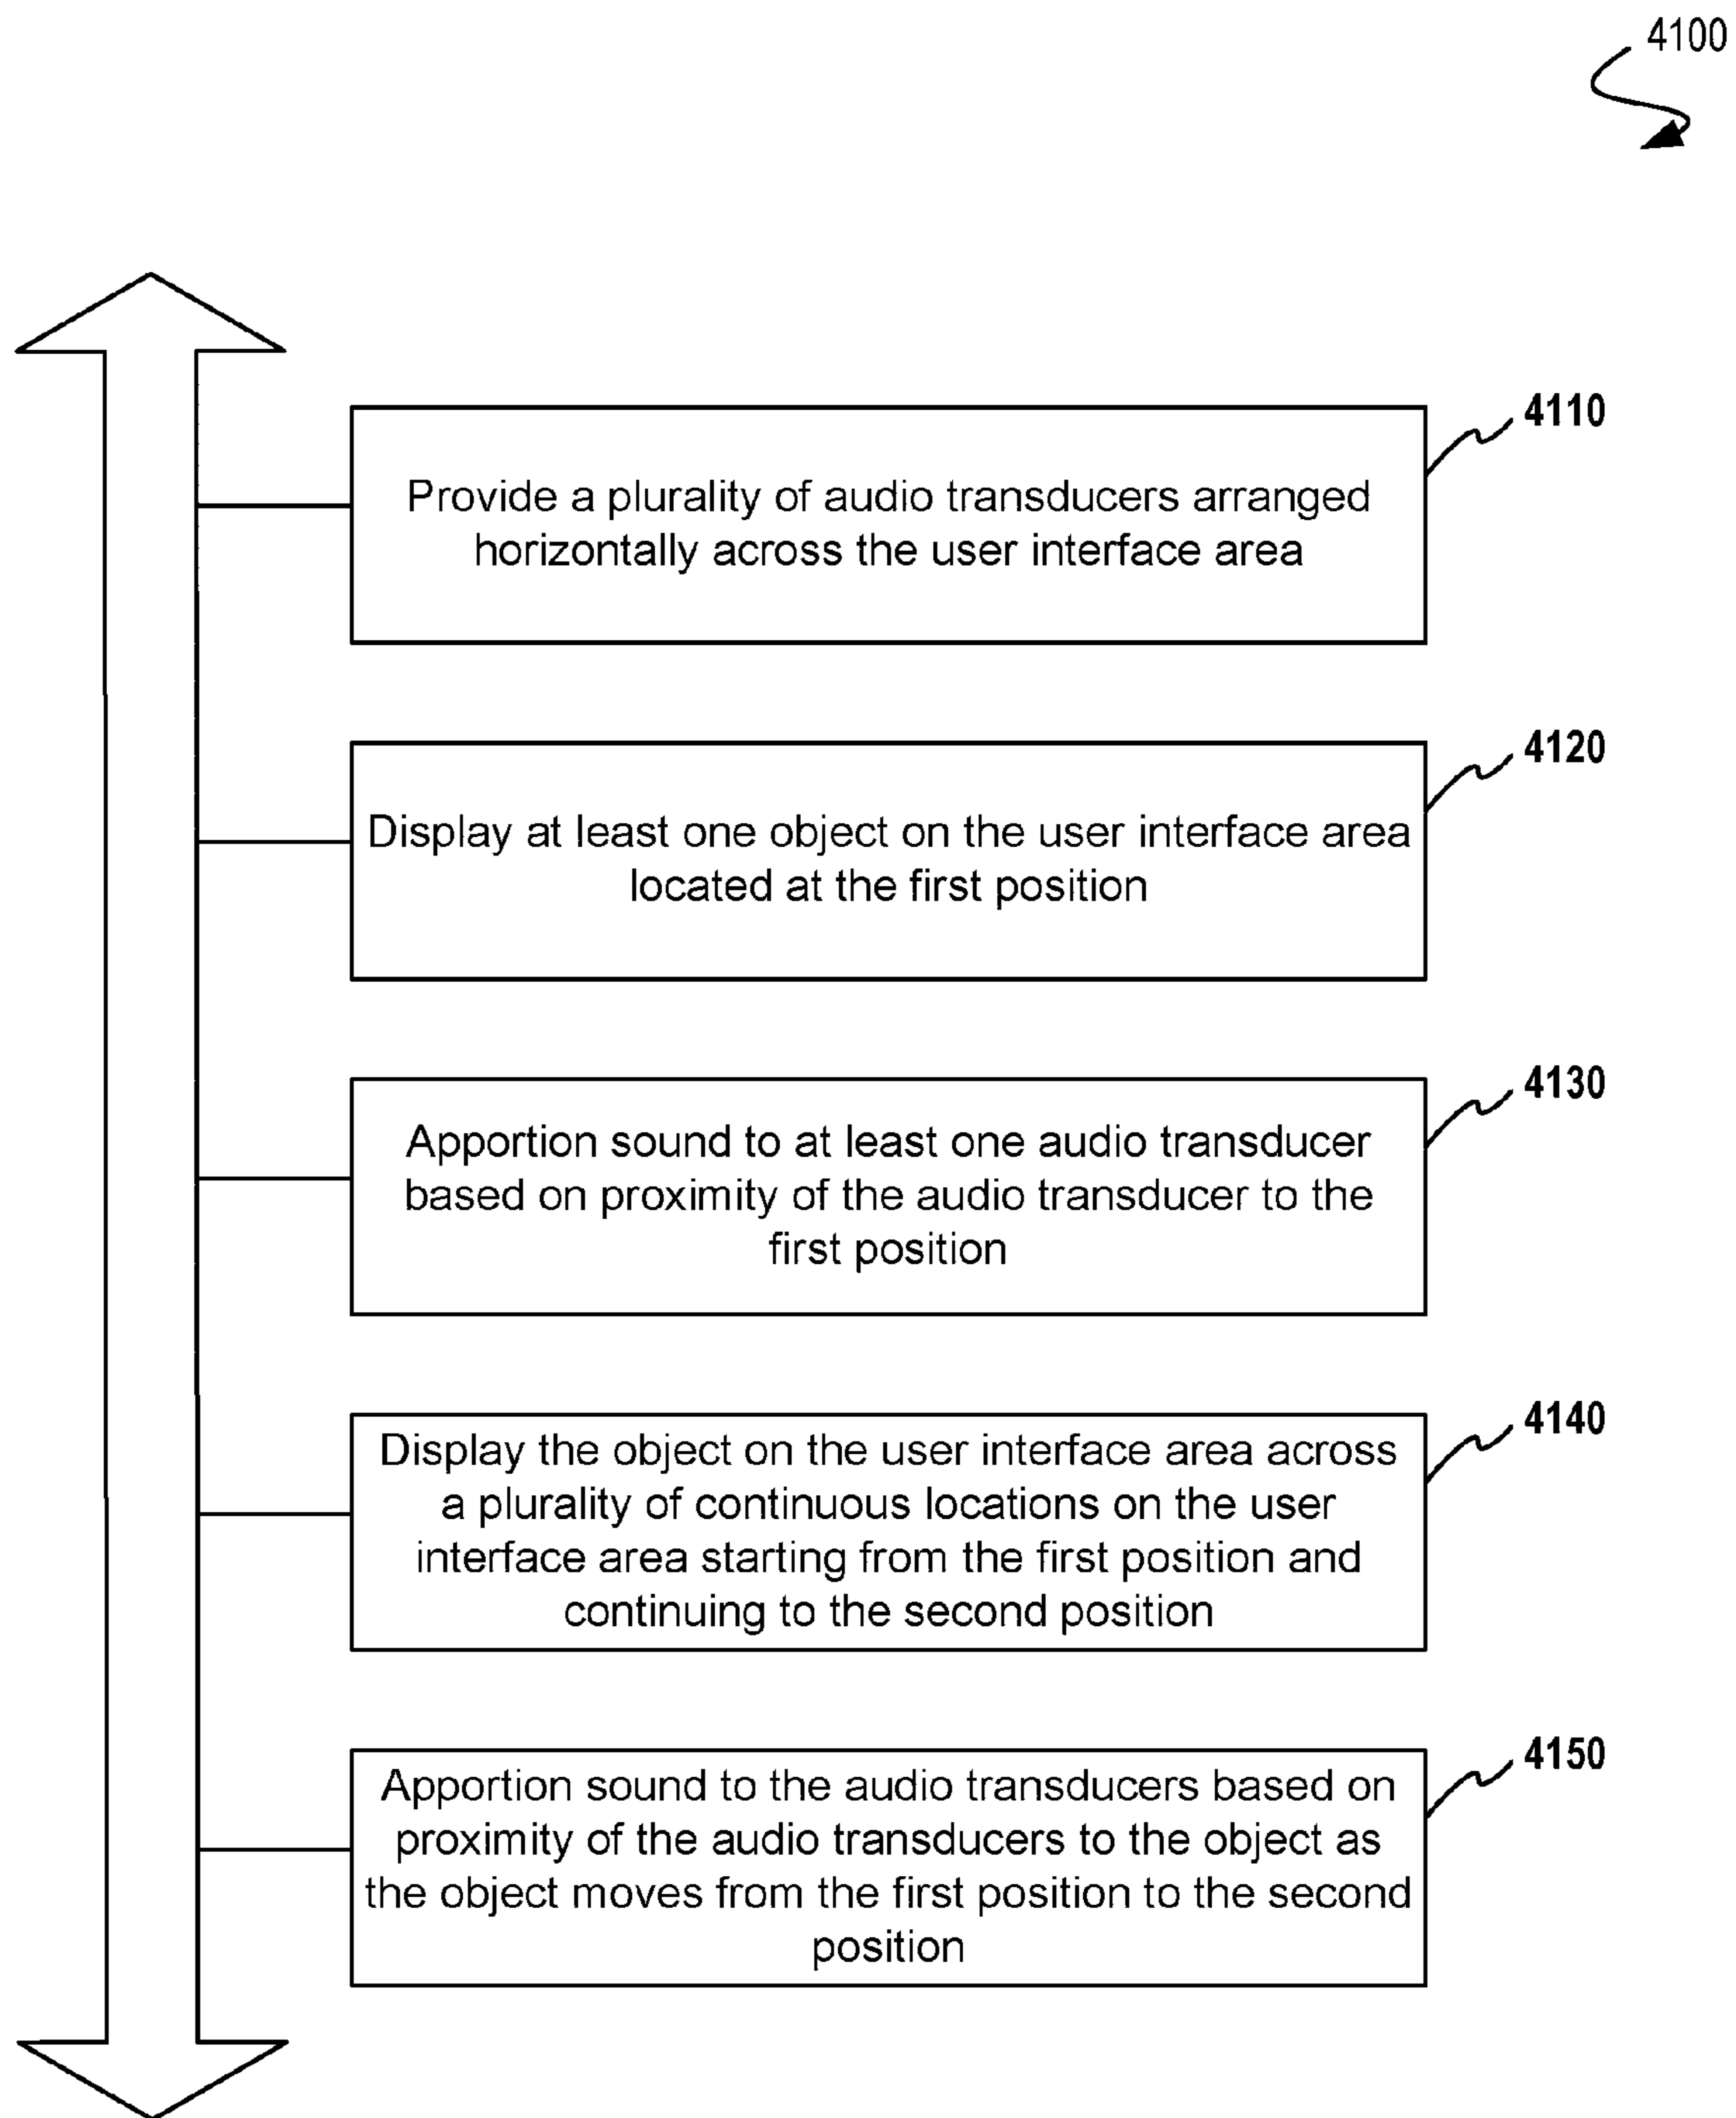 4100
4110
Provide a plurality of audio transducers arranged
horizontally across the user interface area
4120
Display at least one object on the user interface area
located at the first position
4130
Apportion sound to at least one audio transducer
based on proximity of the audio transducer to the
first position
4140
Display the object on the user interface area across
a plurality of continuous locations on the user
interface area starting from the first position and
continuing to the second position
4150
Apportion sound to the audio transducers based on
proximity of the audio transducers to the object as
the object moves from the first position to the second
position